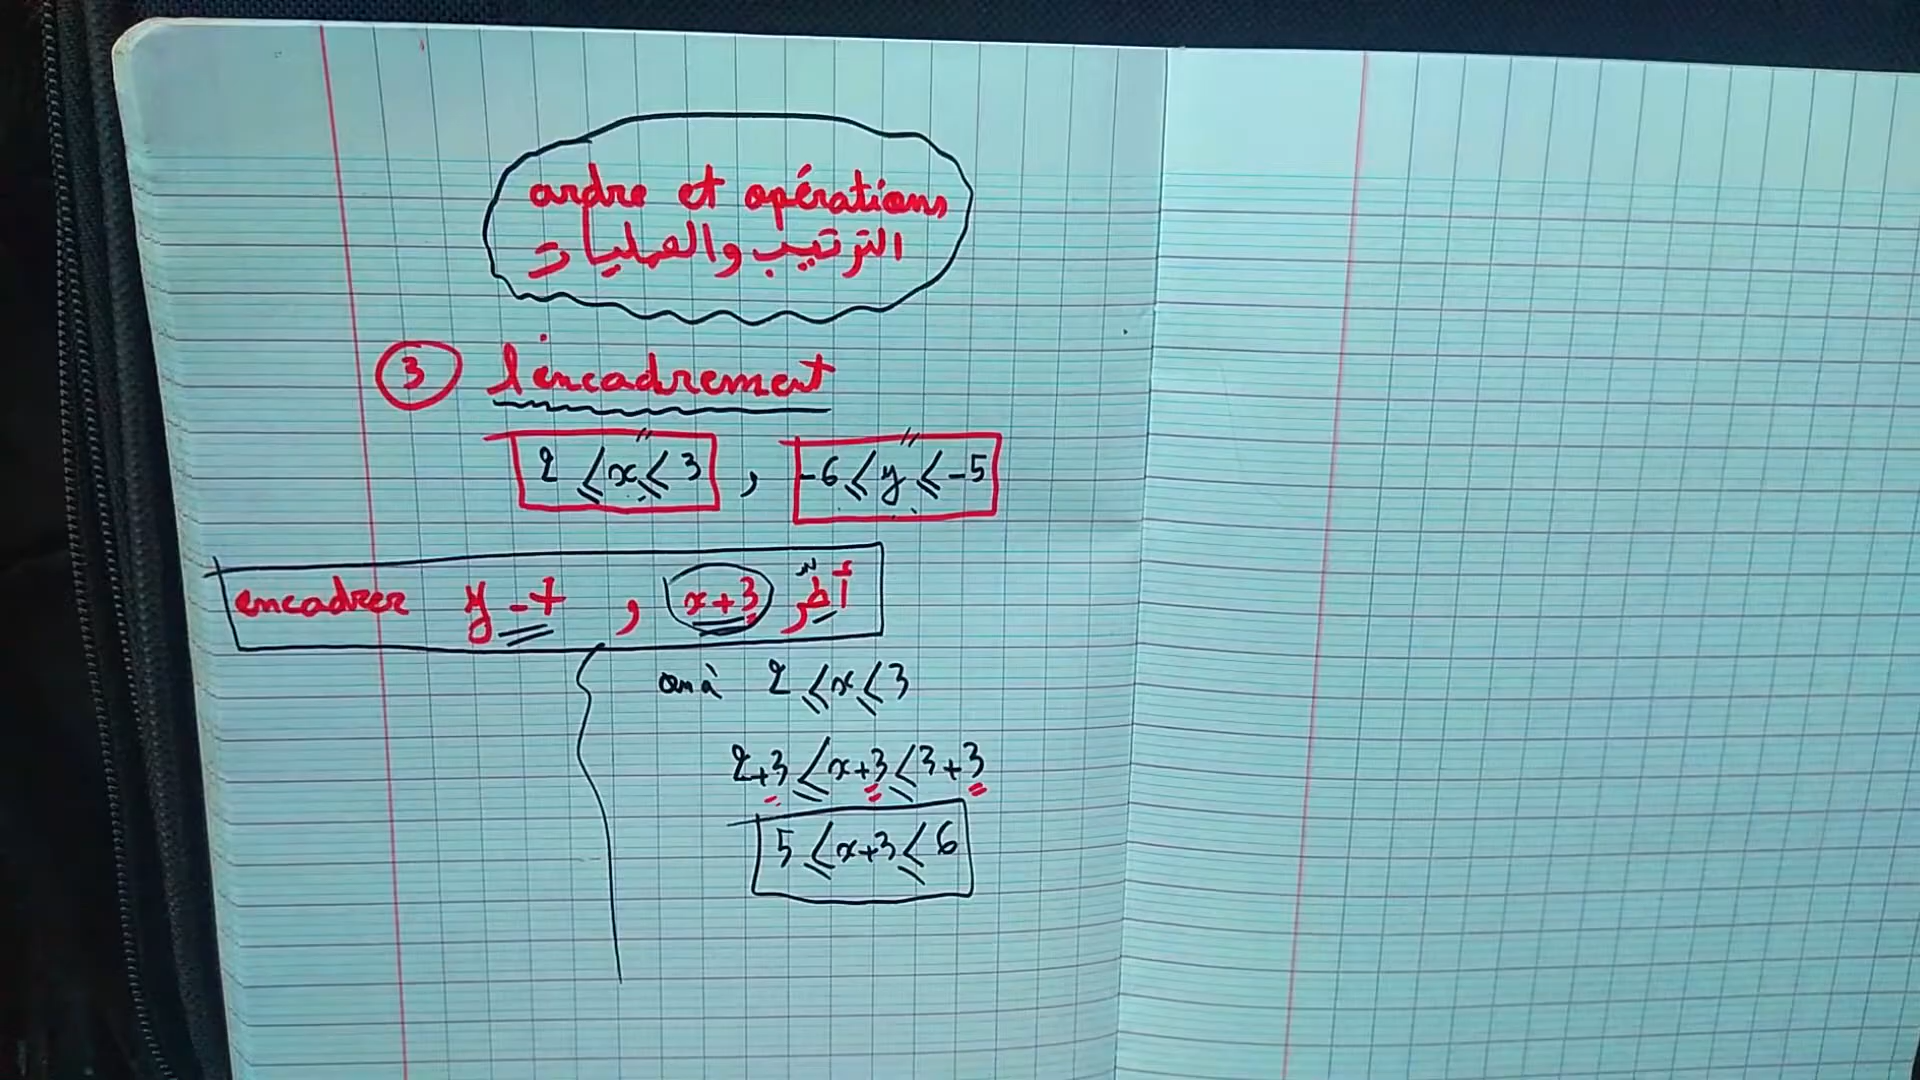 ordre et opérations
الترتيب والعمليات
3 l'encadrement
2 ⩽ x ⩽ 3 , -6 ⩽ y ⩽ -5
encadrer y - 7 , x+3 أطر
on à 2 ⩽ x ⩽ 3
2+3 ⩽ x+3 ⩽ 3+3
5 ⩽ x+3 ⩽ 6